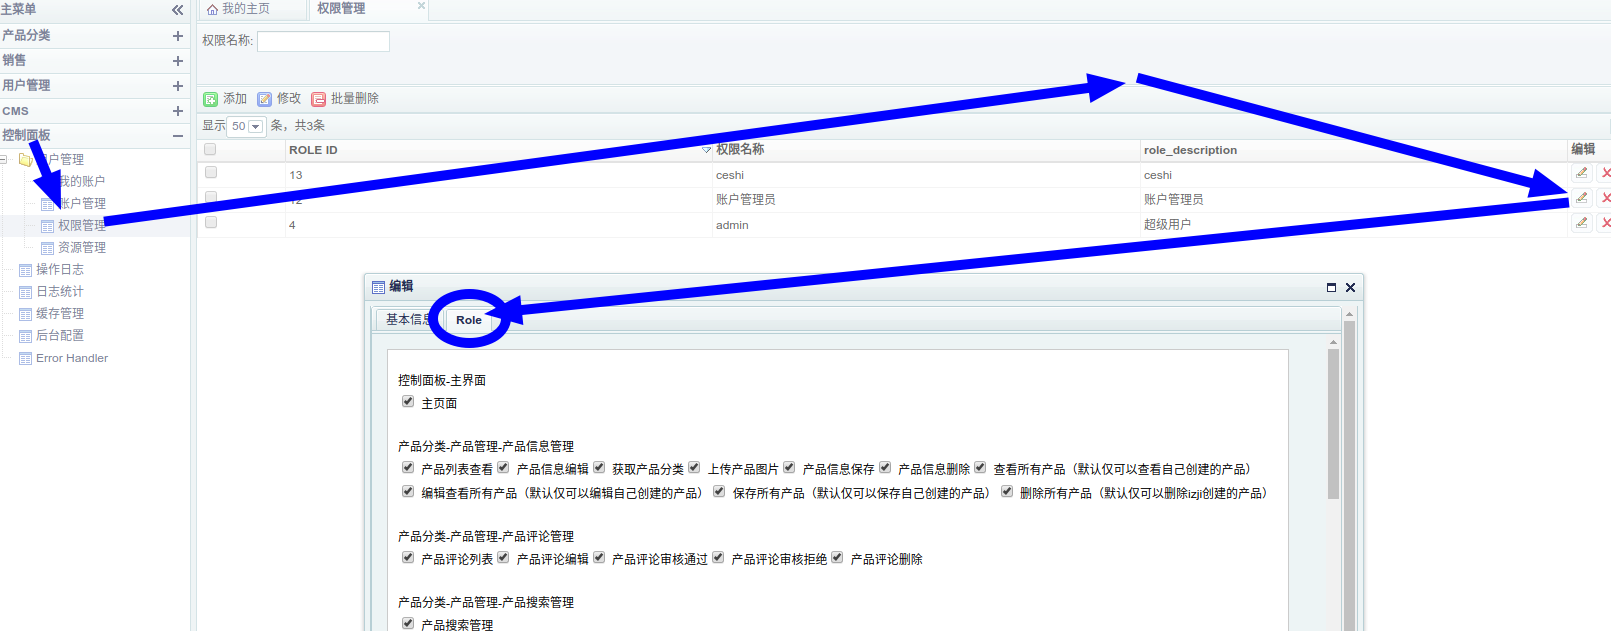 主菜单
产品分类
销售
用户管理
CMS
控制面板
户管理
我的账户
账户管理
权限管理
资源管理
操作日志
日志统计
缓存管理
后台配置
Error Handler
我的主页 权限管理
权限名称:
添加 修改 批量删除
显示 50 条，共3条
ROLE ID 权限名称 role_description 编辑
13 ceshi ceshi
12 账户管理员 账户管理员
4 admin 超级用户
编辑
基本信息 Role
控制面板-主界面
主页面
产品分类-产品管理-产品信息管理
产品列表查看 产品信息编辑 获取产品分类 上传产品图片 产品信息保存 产品信息删除 查看所有产品（默认仅可以查看自己创建的产品）
编辑查看所有产品（默认仅可以编辑自己创建的产品） 保存所有产品（默认仅可以保存自己创建的产品） 删除所有产品（默认仅可以删除izji创建的产品）
产品分类-产品管理-产品评论管理
产品评论列表 产品评论编辑 产品评论审核通过 产品评论审核拒绝 产品评论删除
产品分类-产品管理-产品搜索管理
产品搜索管理